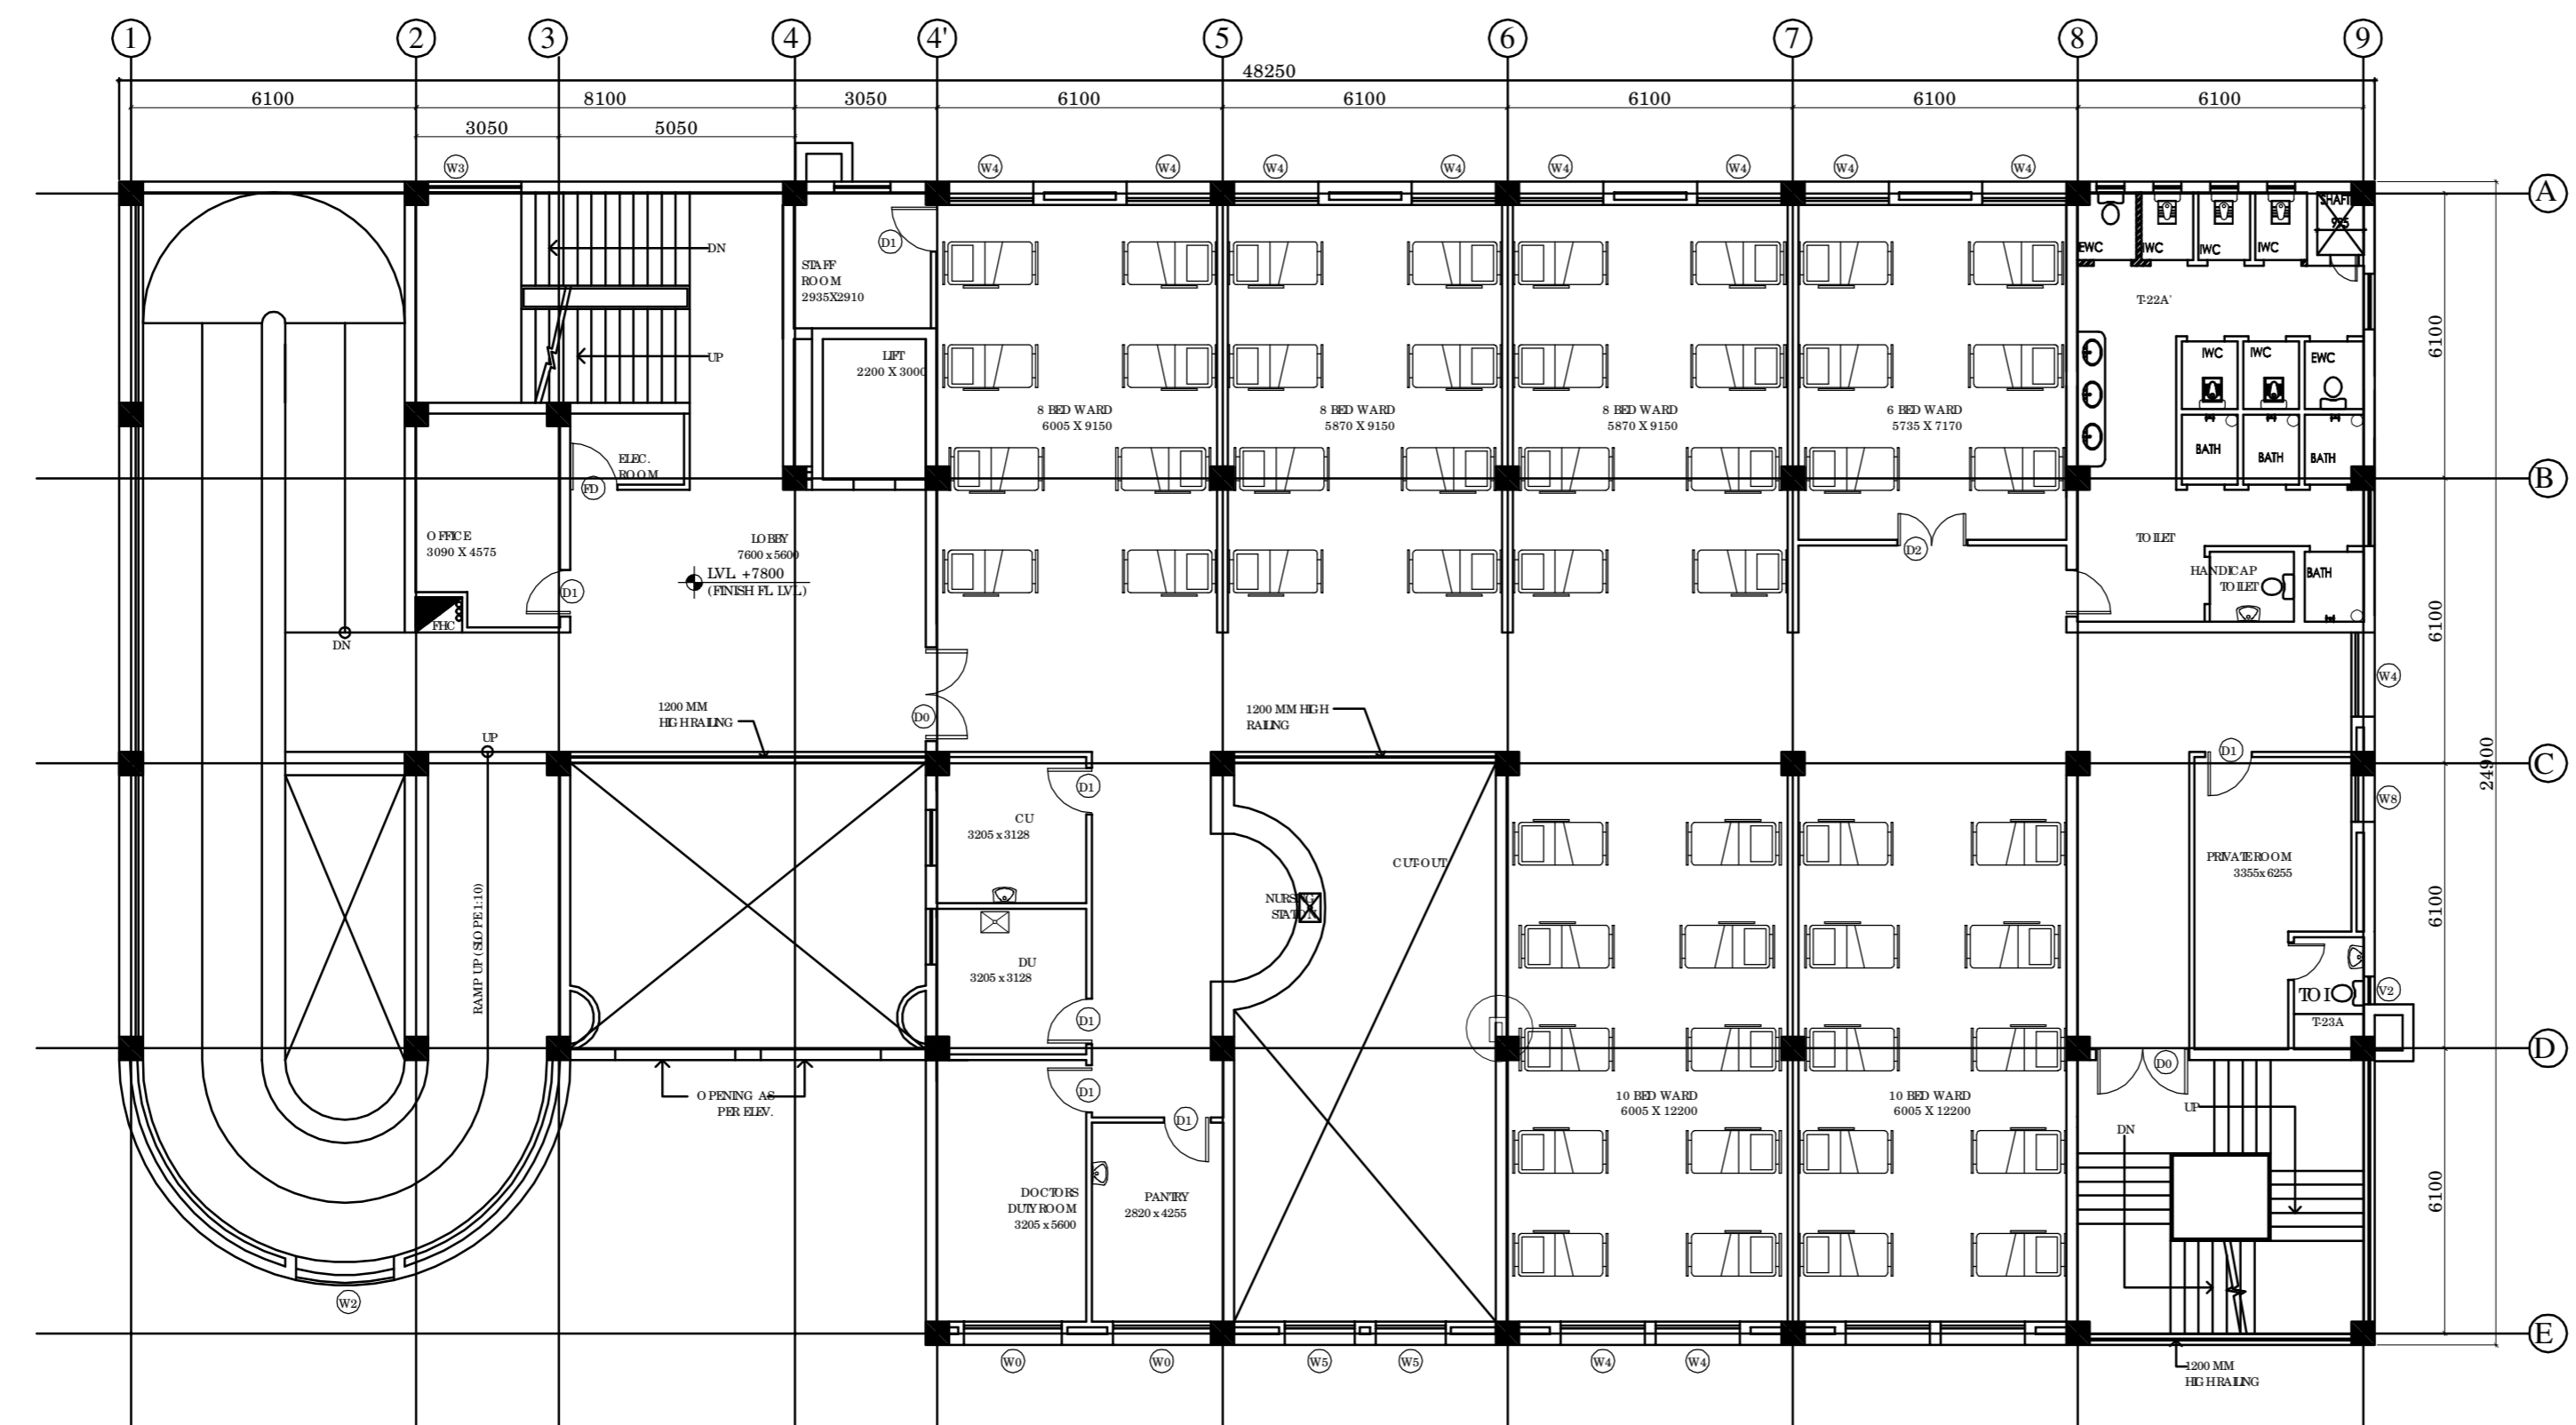 1 2 3 4 4' 5 6 7 8 9
48250
6100 8100 3050 6100 6100 6100 6100 6100
3050 5050
W3 W4 W4 W4 W4 W4 W4 W4 W4
A
SHAFT
995
EWC IWC IWC IWC
D1
DN
STAFF
ROOM
2935X2910
T-22A'
6100
UP
LIFT
2200 X 3000
IWC IWC EWC
8 BED WARD
6005 X 9150
8 BED WARD
5870 X 9150
8 BED WARD
5870 X 9150
6 BED WARD
5735 X 7170
BATH BATH BATH
ELEC.
ROOM
FD
B
OFFICE
3090 X 4575
LOBBY
7600 x 5600
LVL +7800
(FINISH FL. LVL)
D2
TOILET
HANDICAP
TOILET
BATH
D1
FHC
DN
6100
W4
1200 MM
HIGH RAILING
D0
1200 MM HIGH
RAILING
UP
D1
24900
C
D1
W8
CU
3205 x 3128
CUT-OUT
PRIVATE ROOM
3355x 6255
NURSING
STATION
6100
RAMP UP (SLOPE 1:10)
DU
3205 x 3128
TOI
V2
T-23A
D1
D
D0
OPENING AS
PER ELEV.
D1
D1
10 BED WARD
6005 X 12200
10 BED WARD
6005 X 12200
UP
DN
DOCTORS
DUTY ROOM
3205 x 5600
PANTRY
2820 x 4255
6100
W2
E
W0 W0 W5 W5 W4 W4
1200 MM
HIGH RAILING